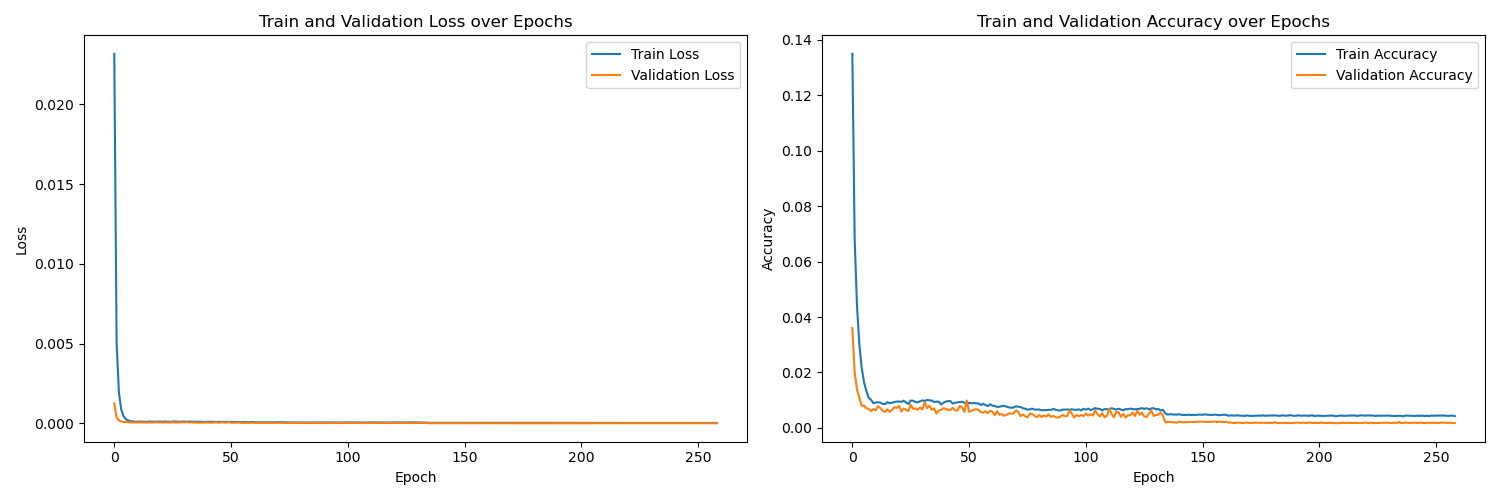 Train and Validation Loss over Epochs
Train Loss
Validation Loss
0.020
0.015
0.010
0.005
0.000
Loss
0 50 100 150 200 250
Epoch
Train and Validation Accuracy over Epochs
Train Accuracy
Validation Accuracy
0.14
0.12
0.10
0.08
0.06
0.04
0.02
0.00
Accuracy
0 50 100 150 200 250
Epoch